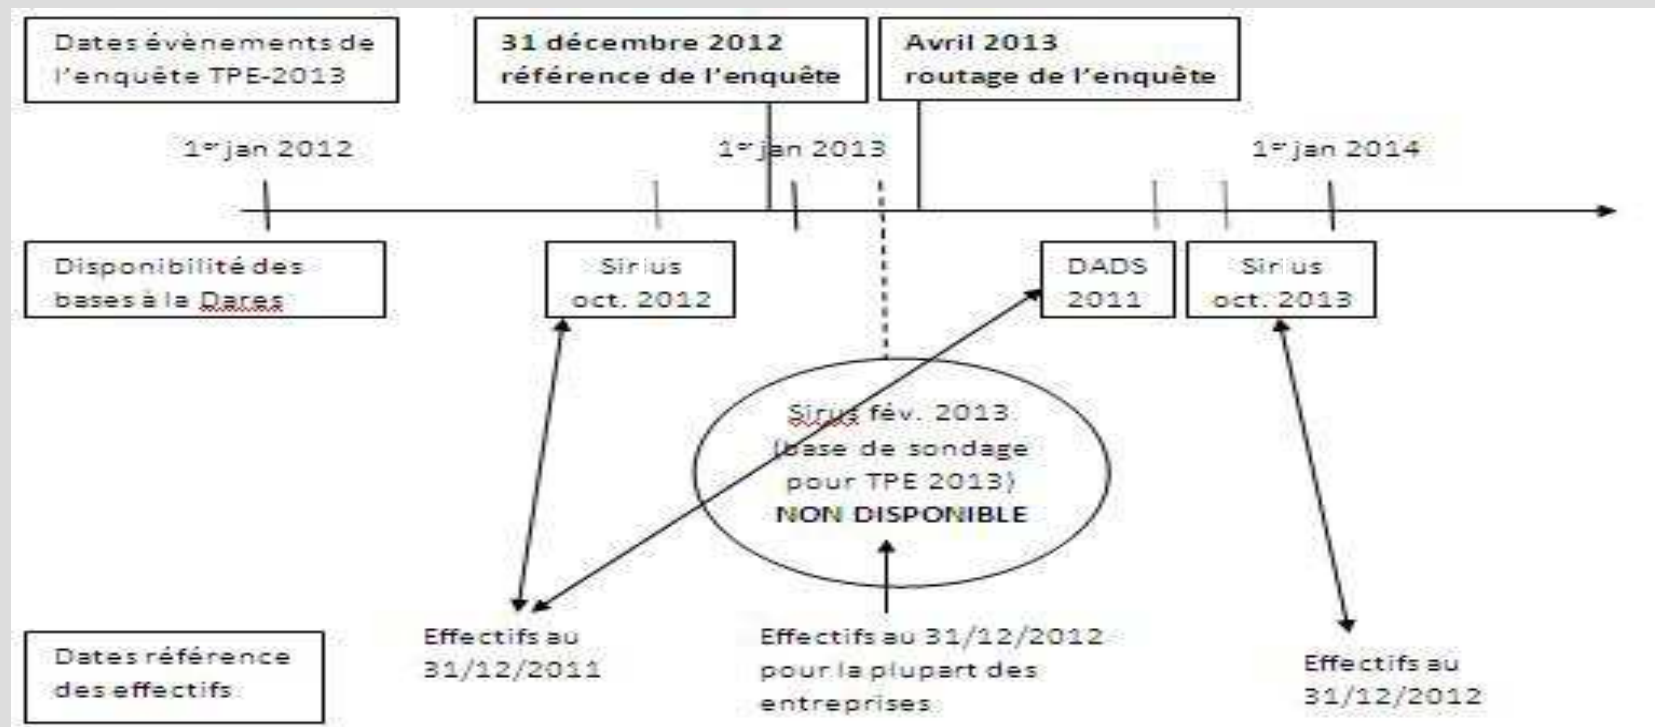 Dates évènements de
l'enquête TPE-2013
31 décembre 2012
référence de l'enquête
Avril 2013
routage de l'enquête
1er jan 2012
1er jan 2013
1er jan 2014
Disponibilité des
bases à la Dares
Sirius
oct. 2012
DADS
2011
Sirius
oct. 2013
Sirus fév. 2013
(base de sondage
pour TPE 2013)
NON DISPONIBLE
Dates référence
des effectifs
Effectifs au
31/12/2011
Effectifs au 31/12/2012
pour la plupart des
entreprises
Effectifs au
31/12/2012